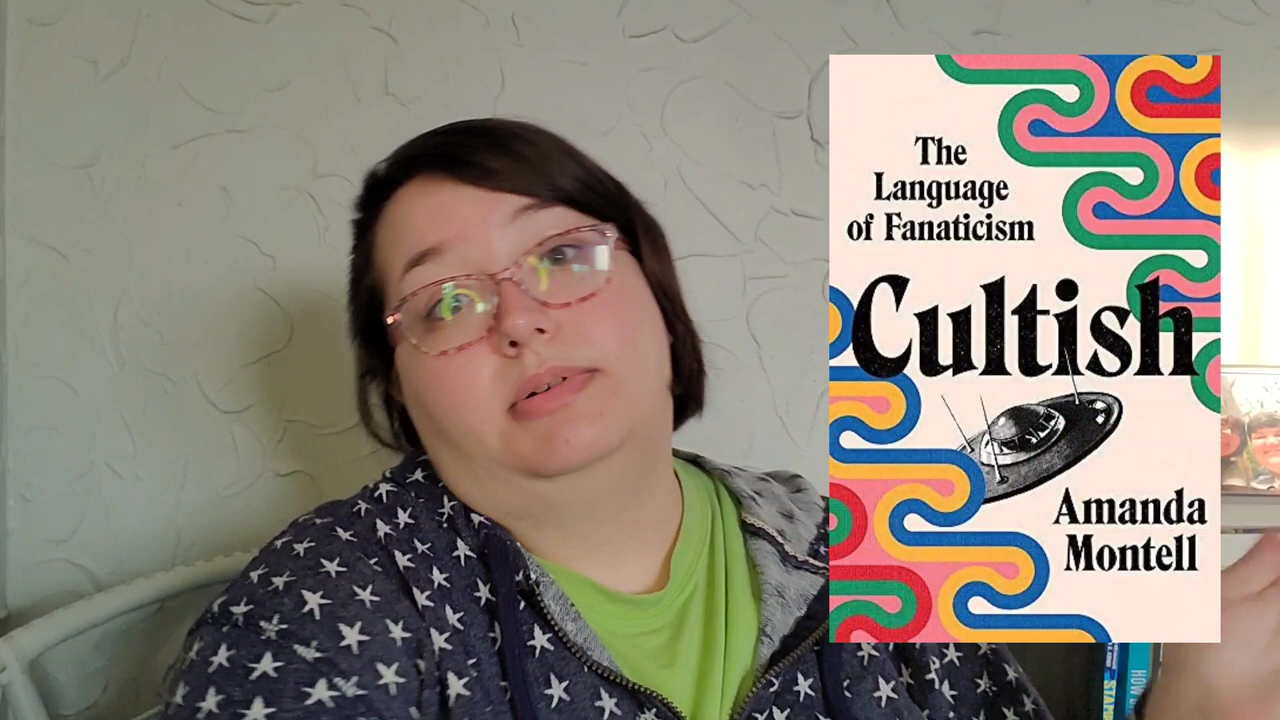 The
Language
of Fanaticism
Cultish
Amanda
Montell